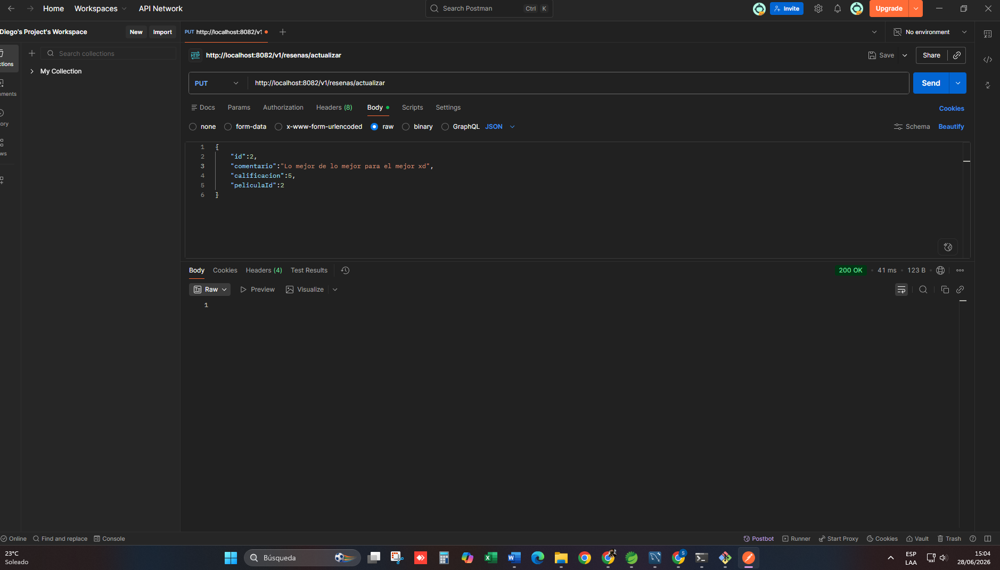 Home Workspaces API Network Search Postman Ctrl K Invite Upgrade
Diego's Project's Workspace New Import PUT http://localhost:8082/v1 No environment
Search collections
HTTP http://localhost:8082/v1/resenas/actualizar Save Share
ctions
My Collection
PUT http://localhost:8082/v1/resenas/actualizar Send
nments
Docs Params Authorization Headers (8) Body Scripts Settings Cookies
ory
none form-data x-www-form-urlencoded raw binary GraphQL JSON Schema Beautify
ws
1 {
2 "id":2,
3 "comentario":"Lo mejor de lo mejor para el mejor xd",
4 "calificacion":5,
5 "peliculaId":2
6 }
Body Cookies Headers (4) Test Results 200 OK • 41 ms • 123 B
Raw Preview Visualize
1
Online Find and replace Console Postbot Runner Start Proxy Cookies Vault Trash
23°C
Soleado
Búsqueda
ESP
LAA
15:04
28/06/2026